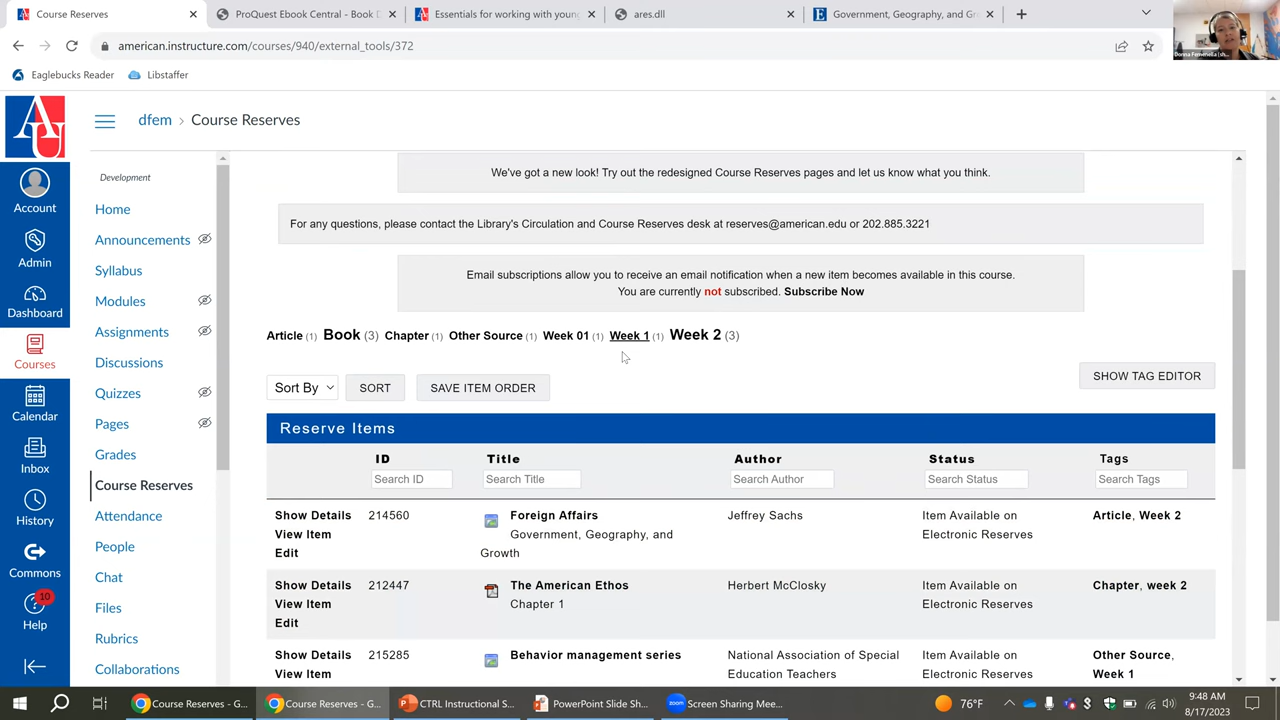 Course Reserves
ProQuest Ebook Central - Book D
Essentials for working with young
ares.dll
Government, Geography, and Gr
american.instructure.com/courses/940/external_tools/372
Eaglebucks Reader
Libstaffer
AU
dfem > Course Reserves
Account
Admin
Dashboard
Courses
Calendar
Inbox
History
Commons
10
Help
Development
Home
Announcements
Syllabus
Modules
Assignments
Discussions
Quizzes
Pages
Grades
Course Reserves
Attendance
People
Chat
Files
Rubrics
Collaborations
We've got a new look! Try out the redesigned Course Reserves pages and let us know what you think.
For any questions, please contact the Library's Circulation and Course Reserves desk at reserves@american.edu or 202.885.3221
Email subscriptions allow you to receive an email notification when a new item becomes available in this course.
You are currently not subscribed. Subscribe Now
Article (1) Book (3) Chapter (1) Other Source (1) Week 01 (1) Week 1 (1) Week 2 (3)
Sort By SORT SAVE ITEM ORDER SHOW TAG EDITOR
Reserve Items
ID Title Author Status Tags
Search ID Search Title Search Author Search Status Search Tags
Show Details 214560 Foreign Affairs Jeffrey Sachs Item Available on Article, Week 2
View Item Government, Geography, and Electronic Reserves
Edit Growth
Show Details 212447 The American Ethos Herbert McClosky Item Available on Chapter, week 2
View Item Chapter 1 Electronic Reserves
Edit
Show Details 215285 Behavior management series National Association of Special Item Available on Other Source,
View Item Education Teachers Electronic Reserves Week 1
Course Reserves - G...
Course Reserves - G...
CTRL Instructional S...
PowerPoint Slide Sh...
Screen Sharing Mee...
76°F
9:48 AM
8/17/2023